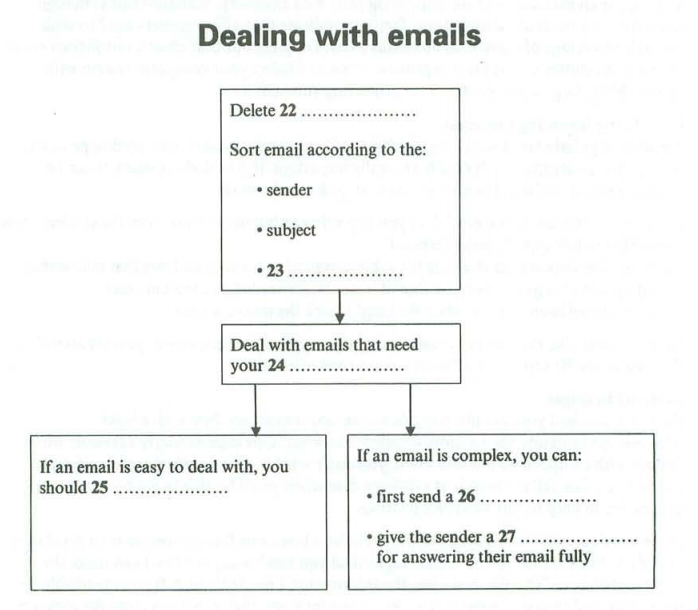 Dealing with emails
Delete 22 ....................
Sort email according to the:
• sender
• subject
• 23 ....................
Deal with emails that need
your 24 ....................
If an email is easy to deal with, you
should 25 ....................
If an email is complex, you can:
• first send a 26 ....................
• give the sender a 27 ....................
for answering their email fully